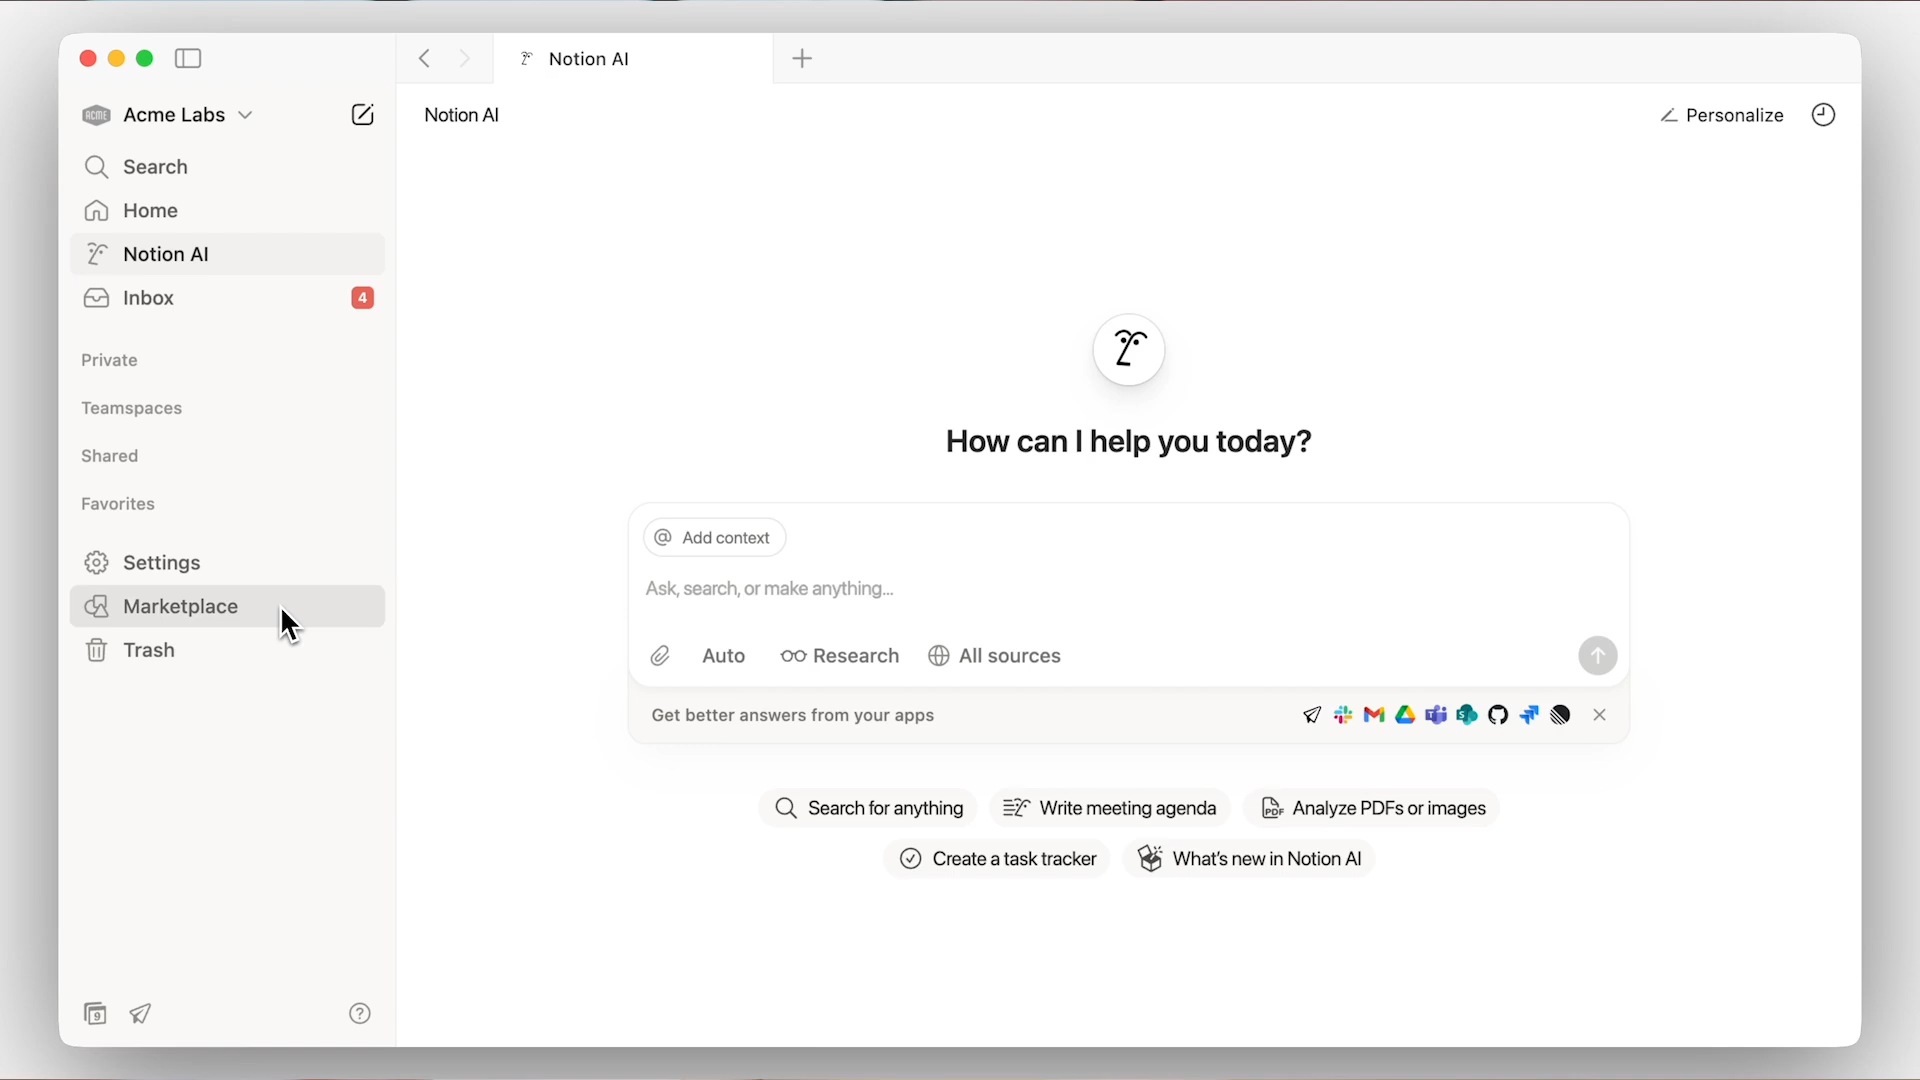 Notion AI
ACME
Acme Labs
Notion AI
Personalize
Search
Home
Notion AI
Inbox
4
Private
Teamspaces
Shared
Favorites
Settings
Marketplace
Trash
How can I help you today?
@ Add context
Ask, search, or make anything...
Auto
Research
All sources
Get better answers from your apps
Search for anything
Write meeting agenda
PDF
Analyze PDFs or images
Create a task tracker
What's new in Notion AI
9
?